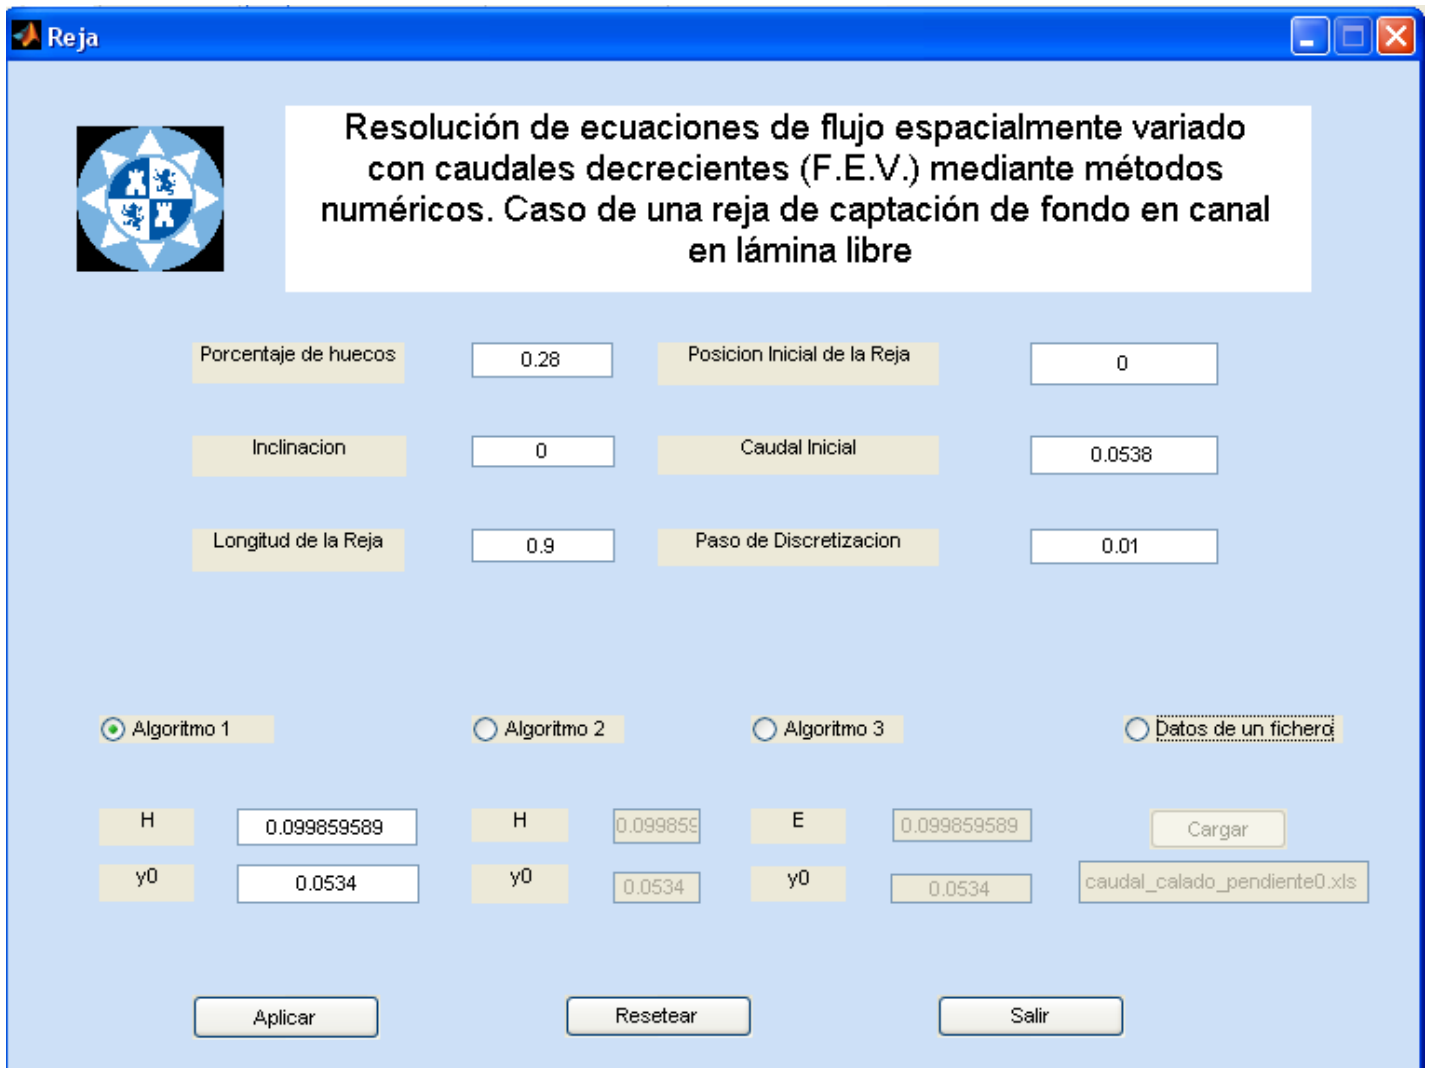 Reja
Resolución de ecuaciones de flujo espacialmente variado
con caudales decrecientes (F.E.V.) mediante métodos
numéricos. Caso de una reja de captación de fondo en canal
en lámina libre
Porcentaje de huecos 0.28 Posicion Inicial de la Reja 0
Inclinacion 0 Caudal Inicial 0.0538
Longitud de la Reja 0.9 Paso de Discretizacion 0.01
Algoritmo 1 Algoritmo 2 Algoritmo 3 Datos de un fichero
H 0.099859589 H 0.099859 E 0.099859589 Cargar
y0 0.0534 y0 0.0534 y0 0.0534 caudal_calado_pendiente0.xls
Aplicar Resetear Salir